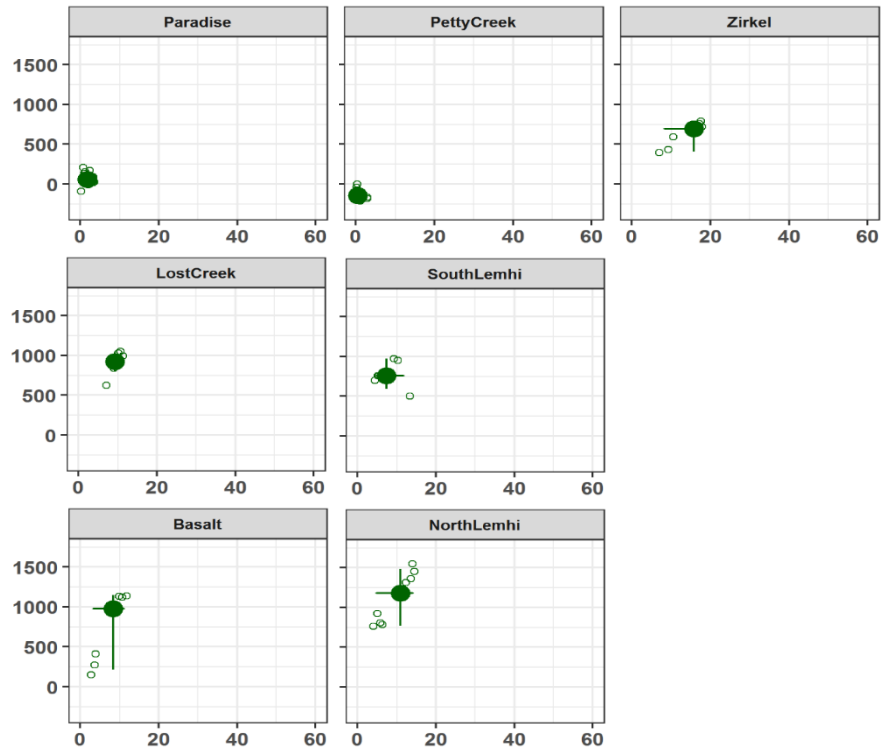 Paradise PettyCreek Zirkel
1500
1000
500
0
0 20 40 60 0 20 40 60 0 20 40 60
LostCreek SouthLemhi
1500
1000
500
0
0 20 40 60 0 20 40 60
Basalt NorthLemhi
1500
1000
500
0
0 20 40 60 0 20 40 60